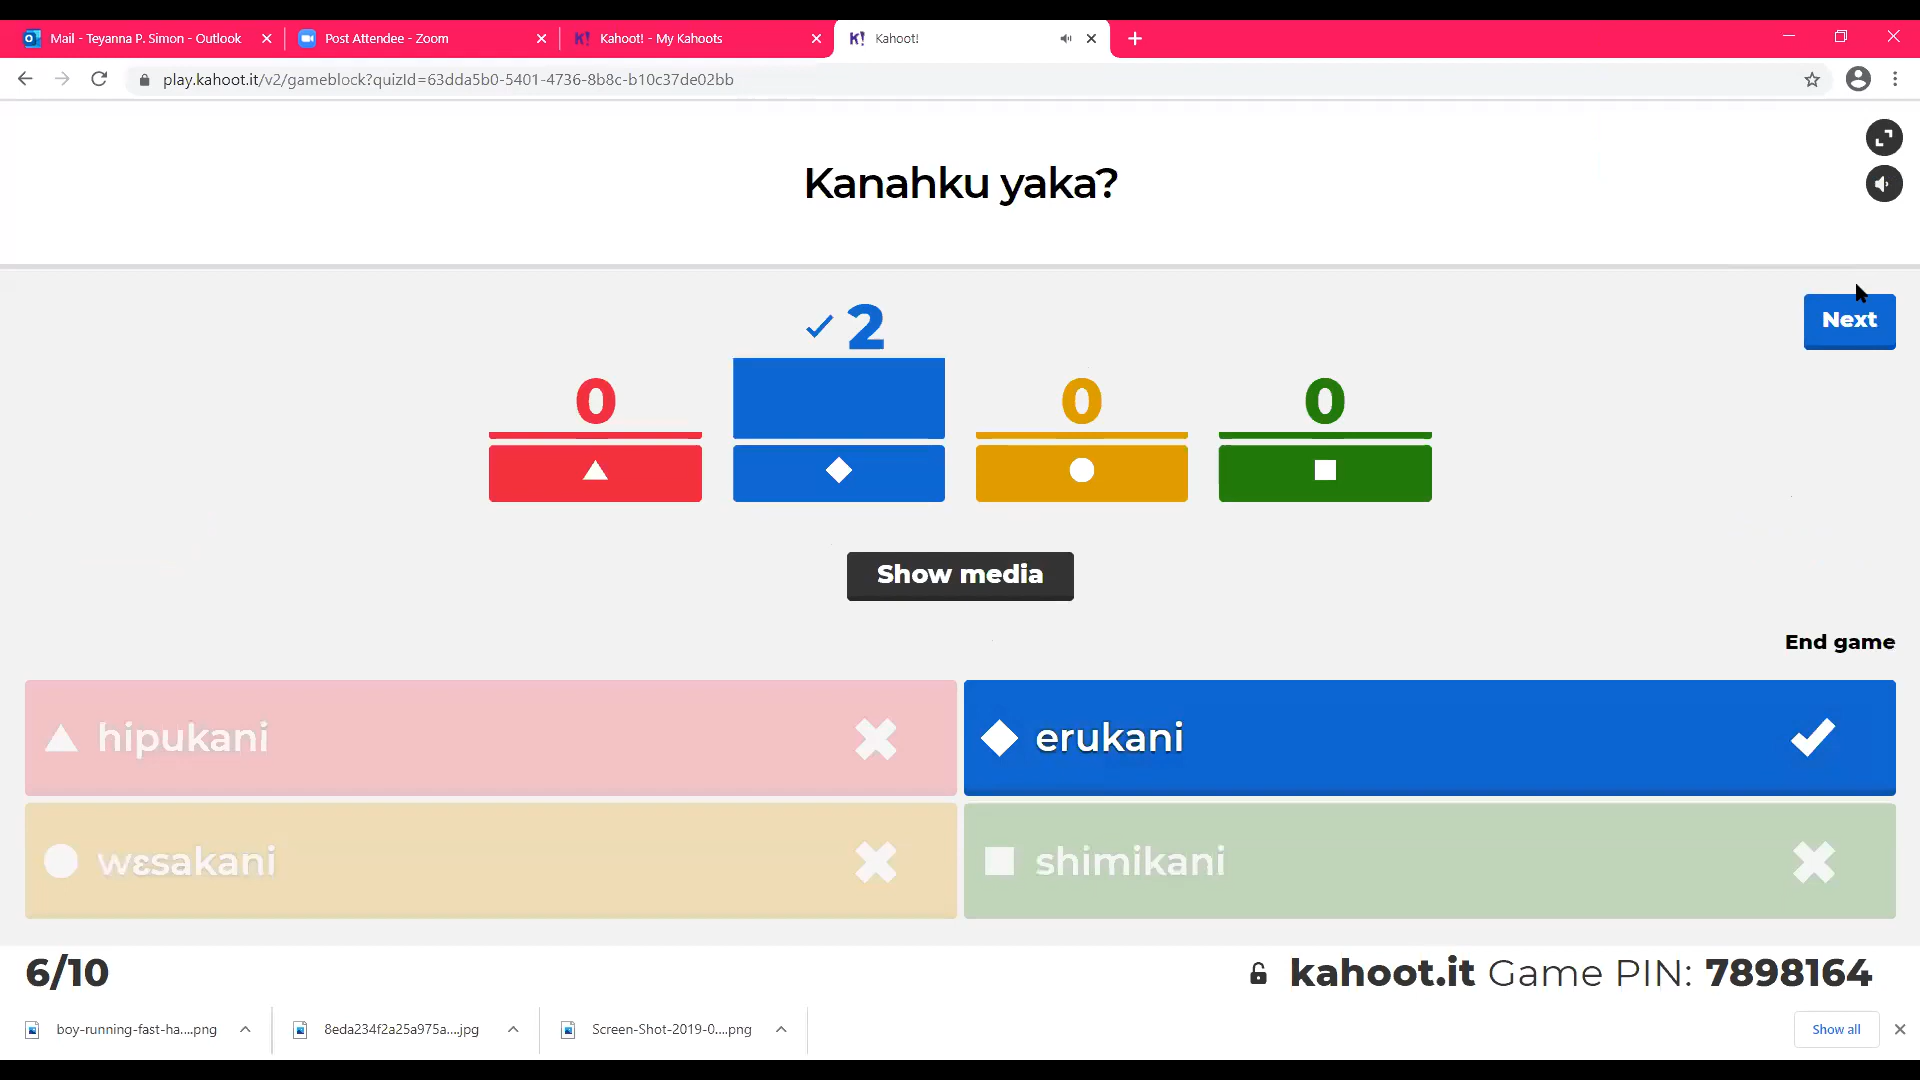 Mail - Teyanna P. Simon - Outlook
Post Attendee - Zoom
K! Kahoot! - My Kahoots
K! Kahoot!
play.kahoot.it/v2/gameblock?quizId=63dda5b0-5401-4736-8b8c-b10c37de02bb
Kanahku yaka?
Next
2
0
0
0
Show media
End game
hipukani
erukani
wɛsakani
shimikani
6/10
kahoot.it Game PIN: 7898164
boy-running-fast-ha....png
8eda234f2a25a975a....jpg
Screen-Shot-2019-0....png
Show all